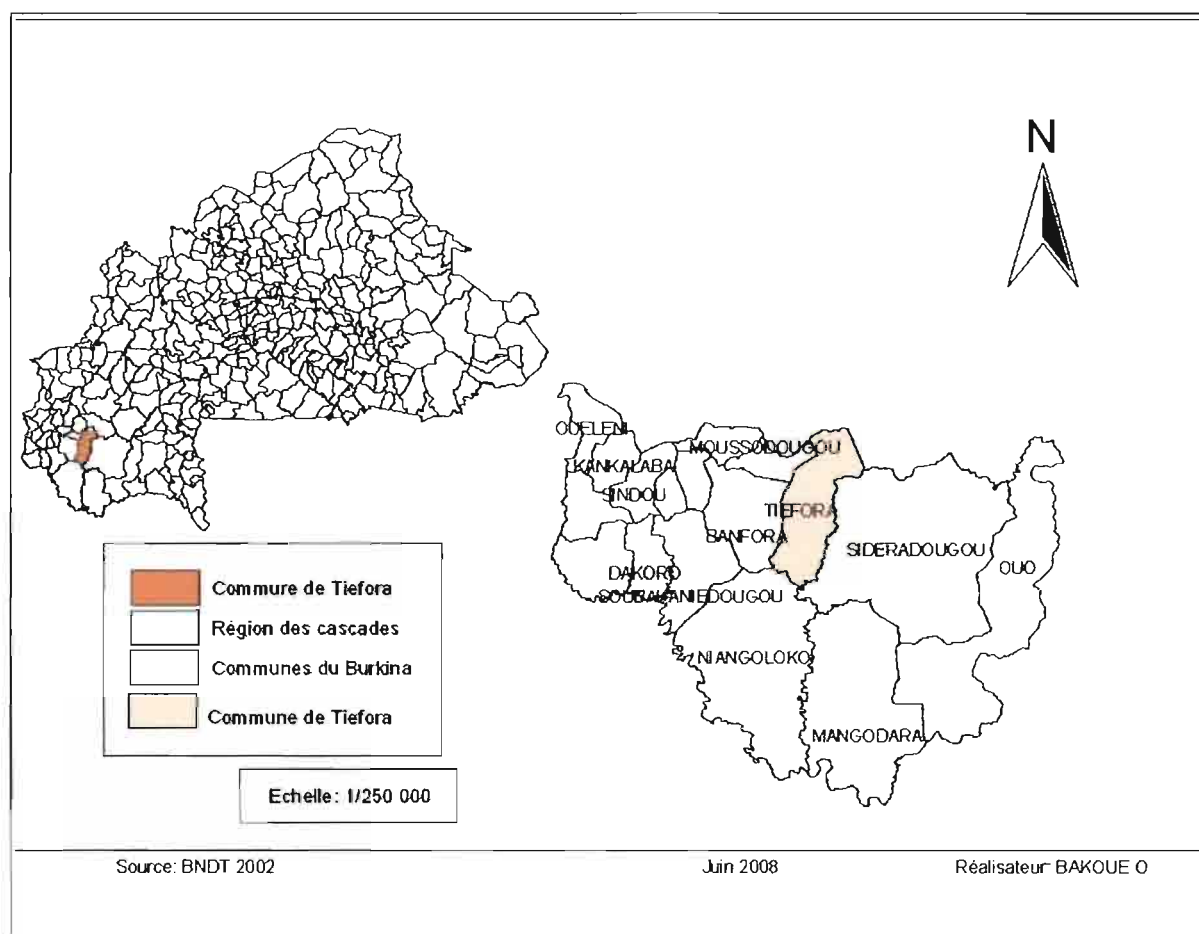 N
OUELENI
MOUSSODOUGOU
KANKALABA
SINDOU
TIEFORA
BANFORA
SIDERADOUGOU
OUO
DAKORO
NIEDOUGOU
NIANGOLOKO
MANGODARA
Commure de Tiefora
Région des cascades
Communes du Burkina
Commune de Tiefora
Echelle: 1/250 000
Source: BNDT 2002
Juin 2008
Réalisateur BAKOUE O